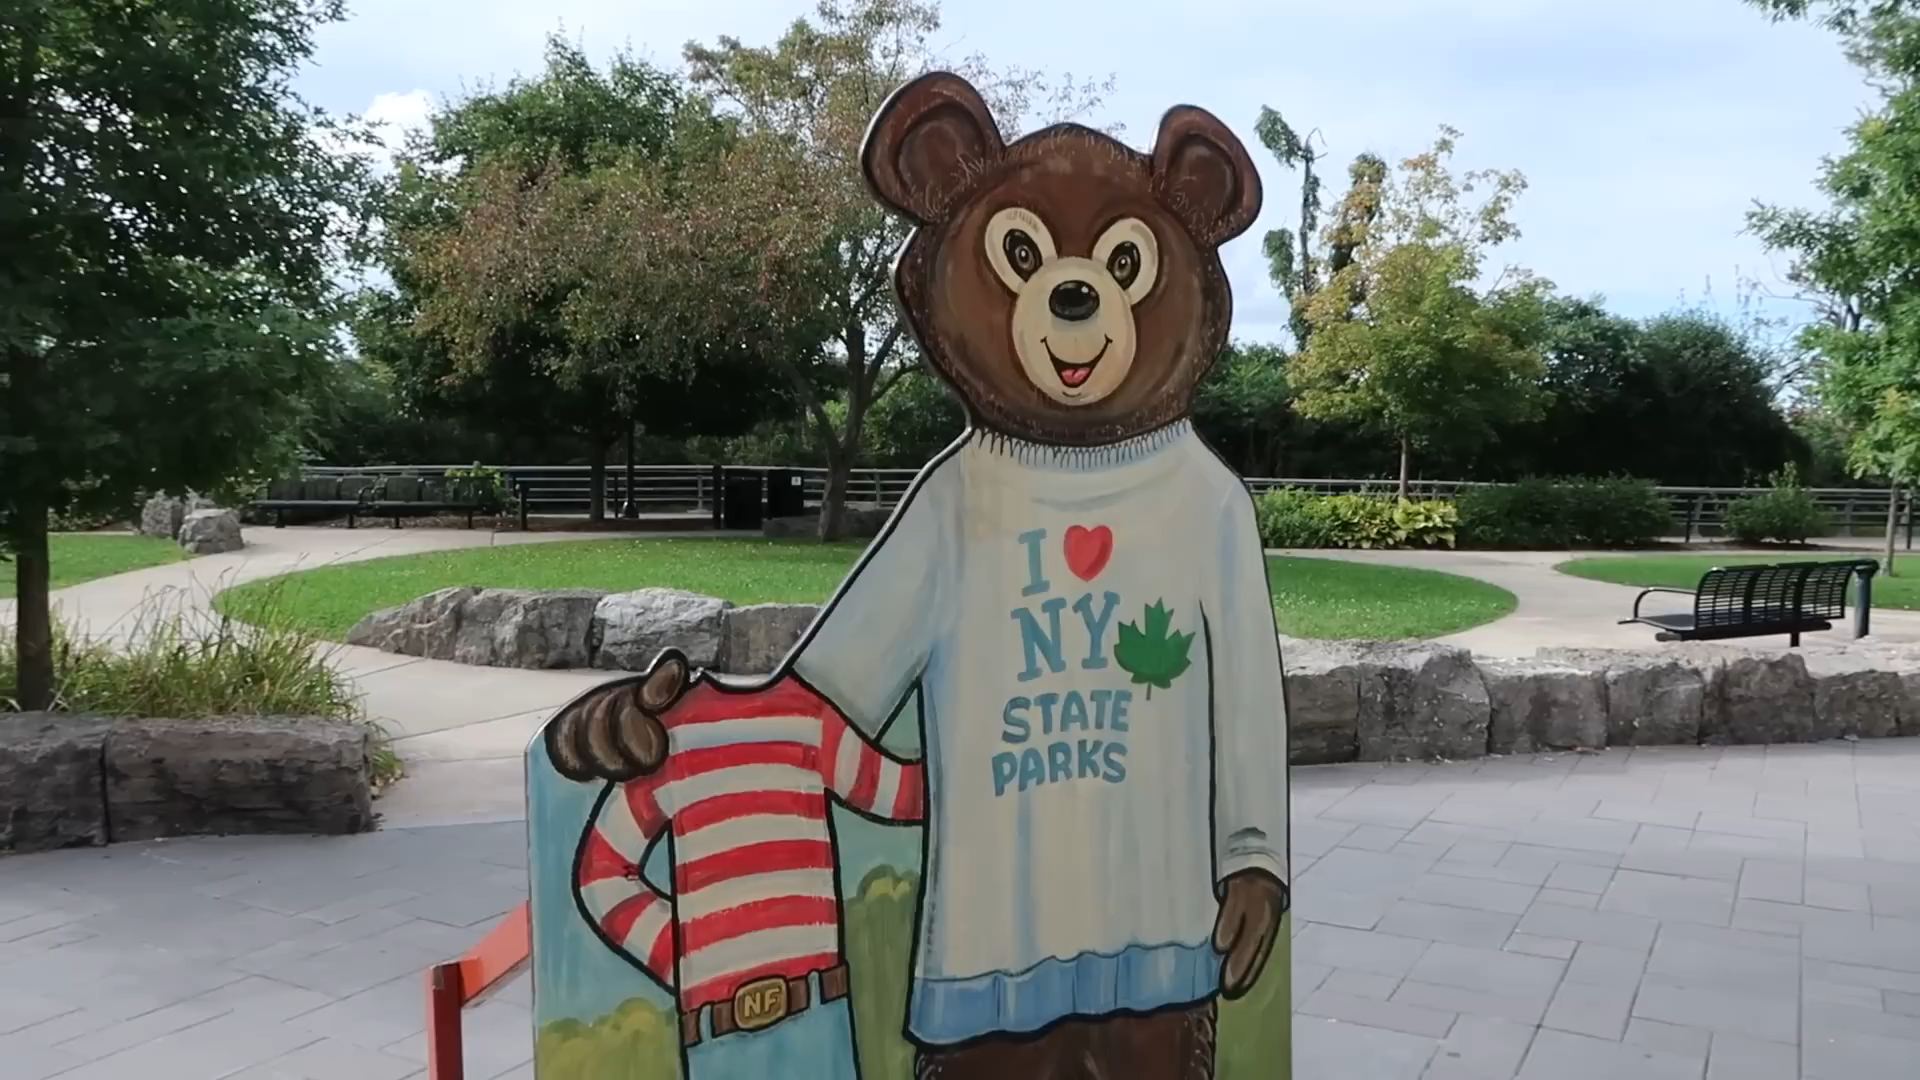 I ❤
NY
STATE
PARKS
NF